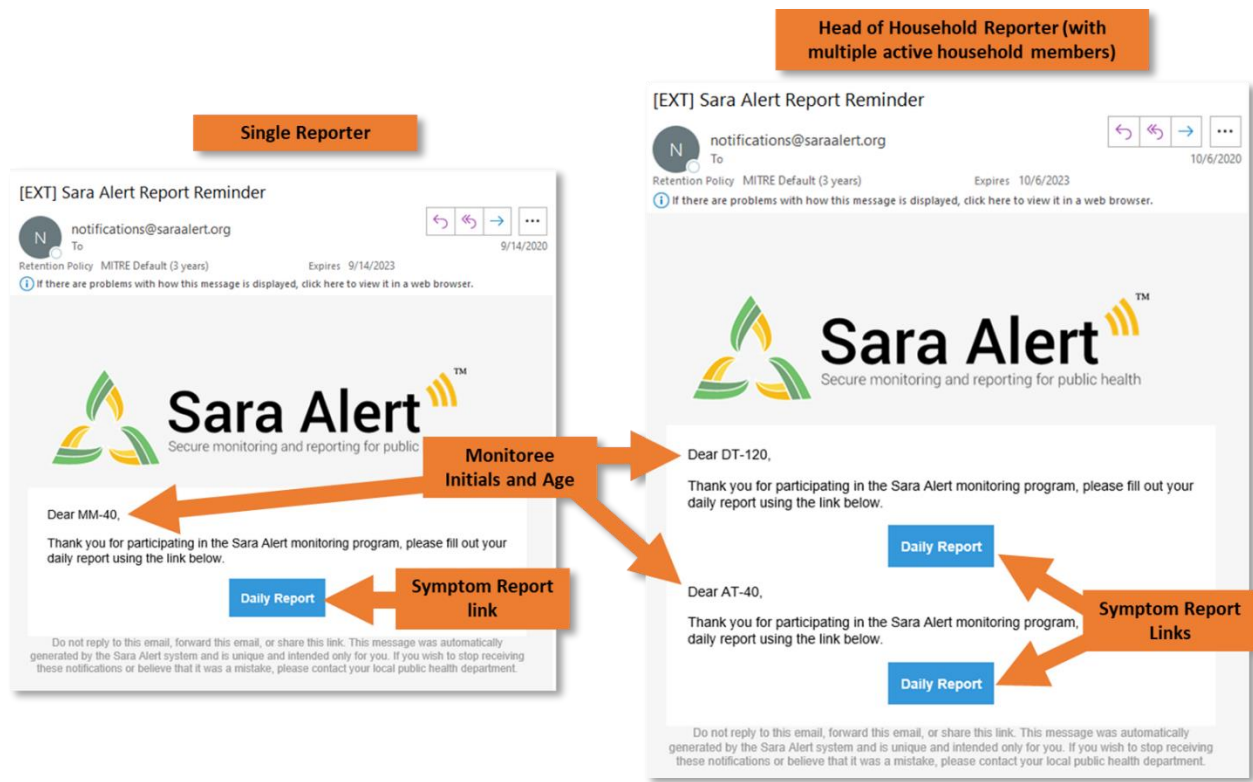 Head of Household Reporter (with
multiple active household members)
Single Reporter
[EXT] Sara Alert Report Reminder
N
notifications@saraalert.org
To
9/14/2020
Retention Policy MITRE Default (3 years) Expires 9/14/2023
If there are problems with how this message is displayed, click here to view it in a web browser.
Sara Alert TM
Secure monitoring and reporting for public
Dear MM-40,
Thank you for participating in the Sara Alert monitoring program, please fill out your
daily report using the link below.
Daily Report
Do not reply to this email, forward this email, or share this link. This message was automatically
generated by the Sara Alert system and is unique and intended only for you. If you wish to stop receiving
these notifications or believe that it was a mistake, please contact your local public health department.
Monitoree
Initials and Age
Symptom Report
link
[EXT] Sara Alert Report Reminder
N
notifications@saraalert.org
To
10/6/2020
Retention Policy MITRE Default (3 years) Expires 10/6/2023
If there are problems with how this message is displayed, click here to view it in a web browser.
Sara Alert TM
Secure monitoring and reporting for public health
Dear DT-120,
Thank you for participating in the Sara Alert monitoring program, please fill out your
daily report using the link below.
Daily Report
Dear AT-40,
Thank you for participating in the Sara Alert monitoring program,
daily report using the link below.
Daily Report
Symptom Report
Links
Do not reply to this email, forward this email, or share this link. This message was automatically
generated by the Sara Alert system and is unique and intended only for you. If you wish to stop receiving
these notifications or believe that it was a mistake, please contact your local public health department.